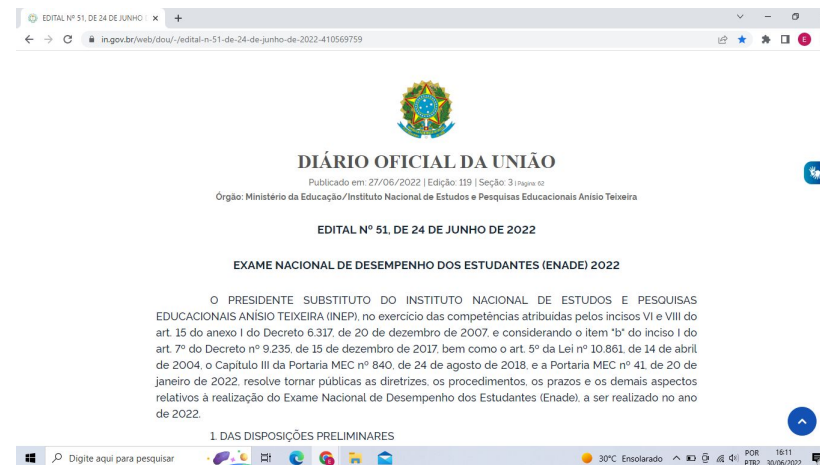 EDITAL Nº 51, DE 24 DE JUNHO
in.gov.br/web/dou/-/edital-n-51-de-24-de-junho-de-2022-410569759
E
DIÁRIO OFICIAL DA UNIÃO
Publicado em: 27/06/2022 | Edição: 119 | Seção: 3 | Página: 62
Órgão: Ministério da Educação/Instituto Nacional de Estudos e Pesquisas Educacionais Anísio Teixeira
EDITAL Nº 51, DE 24 DE JUNHO DE 2022
EXAME NACIONAL DE DESEMPENHO DOS ESTUDANTES (ENADE) 2022
O PRESIDENTE SUBSTITUTO DO INSTITUTO NACIONAL DE ESTUDOS E PESQUISAS
EDUCACIONAIS ANÍSIO TEIXEIRA (INEP), no exercício das competências atribuídas pelos incisos VI e VIII do
art. 15 do anexo I do Decreto 6.317, de 20 de dezembro de 2007, e considerando o item "b" do inciso I do
art. 7º do Decreto nº 9.235, de 15 de dezembro de 2017, bem como o art. 5º da Lei nº 10.861, de 14 de abril
de 2004, o Capítulo III da Portaria MEC nº 840, de 24 de agosto de 2018, e a Portaria MEC nº 41, de 20 de
janeiro de 2022, resolve tornar públicas as diretrizes, os procedimentos, os prazos e os demais aspectos
relativos à realização do Exame Nacional de Desempenho dos Estudantes (Enade), a ser realizado no ano
de 2022.
1. DAS DISPOSIÇÕES PRELIMINARES
Digite aqui para pesquisar
30°C Ensolarado
POR 16:11
PTB2 30/06/2022